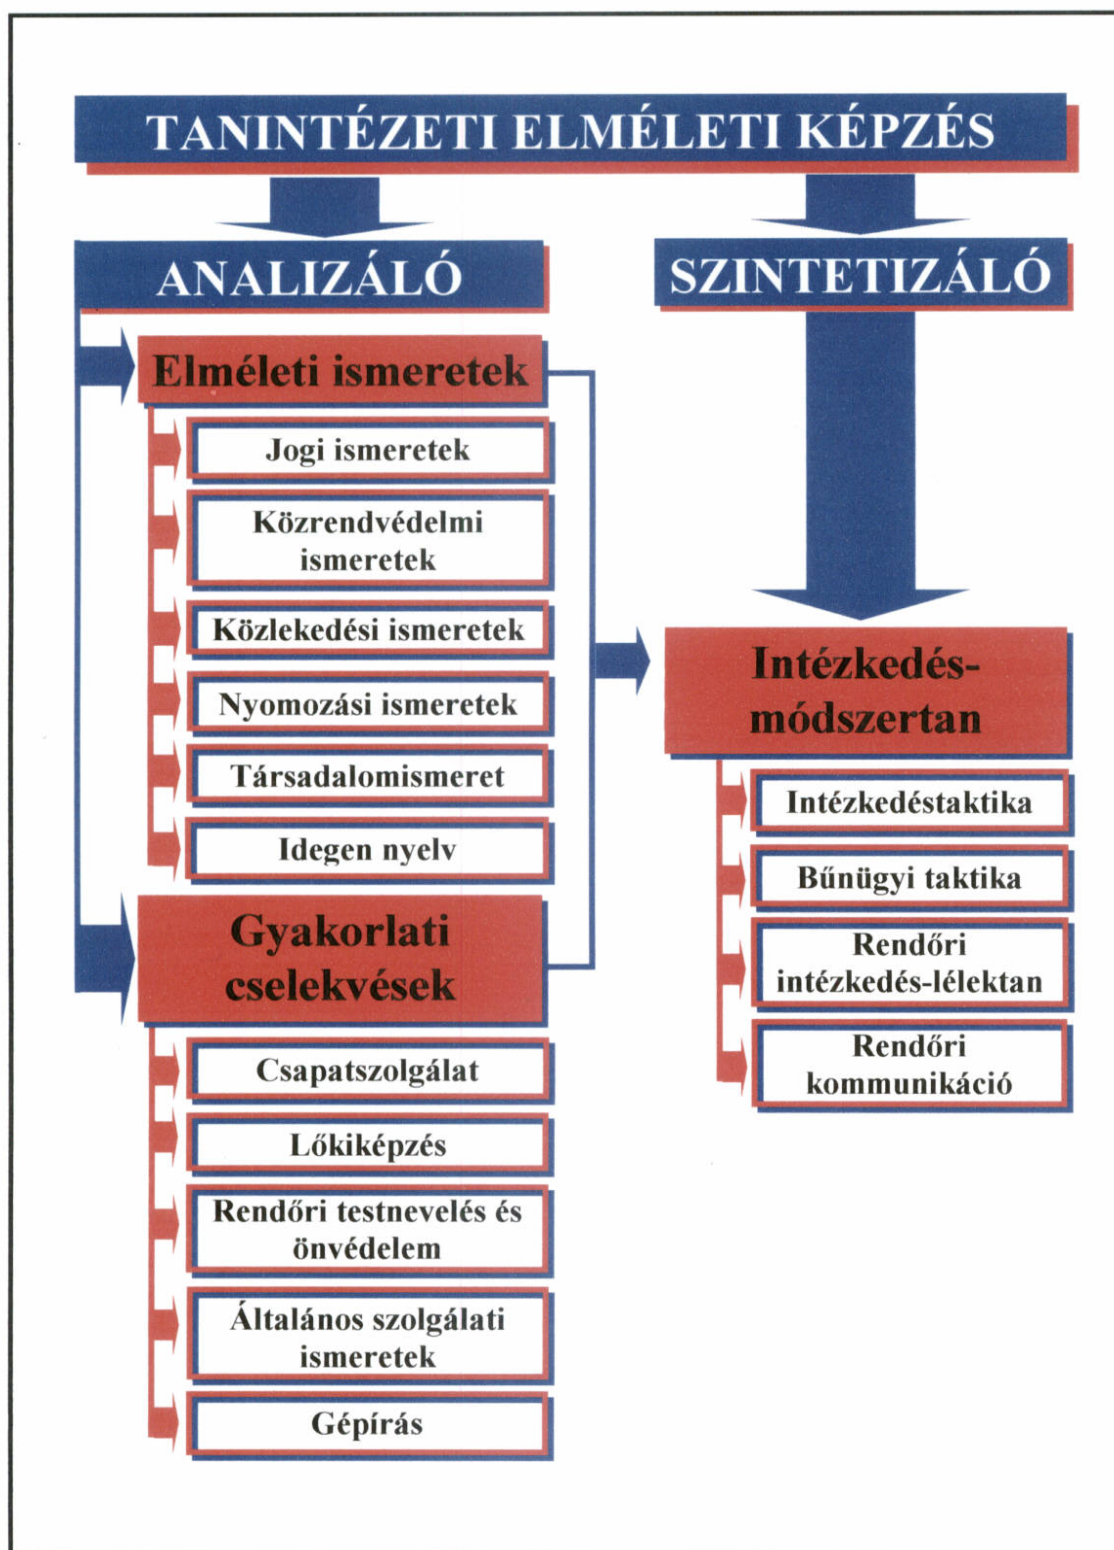 TANINTÉZETI ELMÉLETI KÉPZÉS
ANALIZÁLÓ
Elméleti ismeretek
Jogi ismeretek
Közrendvédelmi
ismeretek
Közlekedési ismeretek
Nyomozási ismeretek
Társadalomismeret
Idegen nyelv
Gyakorlati
cselekvések
Csapatszolgálat
Lőkiképzés
Rendőri testnevelés és
önvédelem
Általános szolgálati
ismeretek
Gépírás
SZINTETIZÁLÓ
Intézkedés-
módszertan
Intézkedéstaktika
Bűnügyi taktika
Rendőri
intézkedés-lélektan
Rendőri
kommunikáció